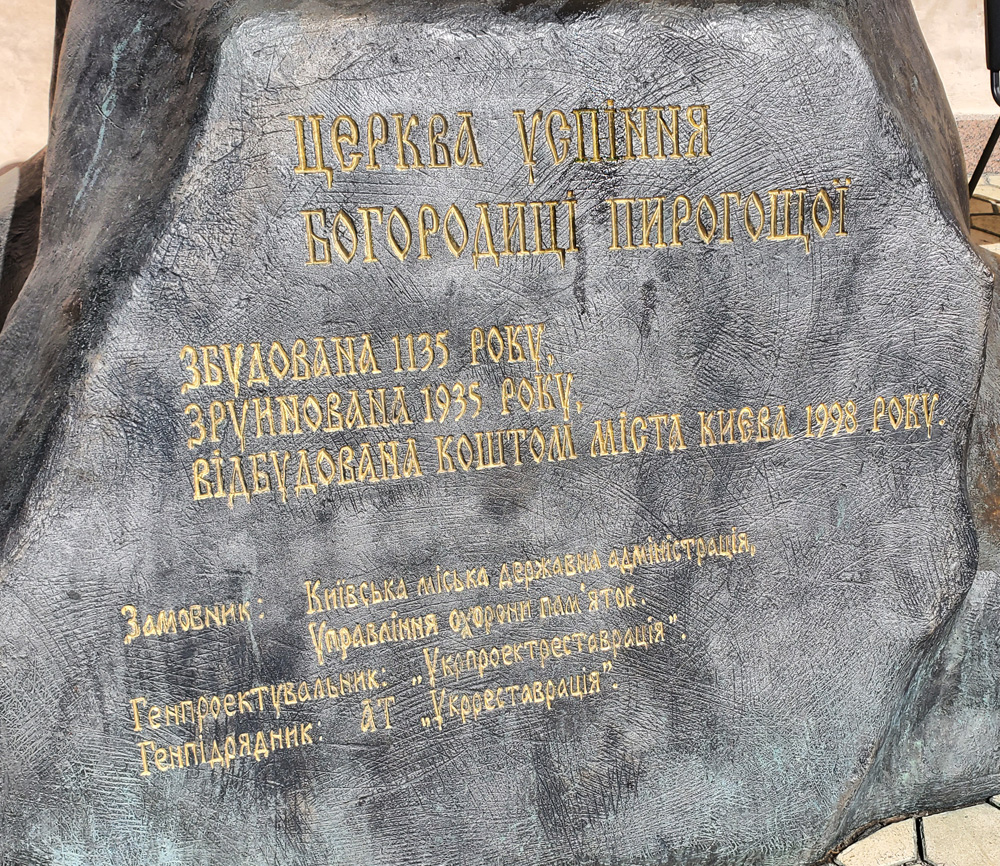 ЦЕРКВА УСПІННЯ
БОГОРОДИЦІ ПИРОГОЩОЇ
ЗБУДОВАНА 1135 РОКУ,
ЗРУЙНОВАНА 1935 РОКУ,
ВІДБУДОВАНА КОШТОМ МІСТА КИЄВА 1998 РОКУ.
Замовник: Київська міська державна адміністрація,
Управління охорони пам'яток.
Генпроектувальник: „Укрпроектреставрація”.
Генпідрядник: АТ „Укрреставрація”.